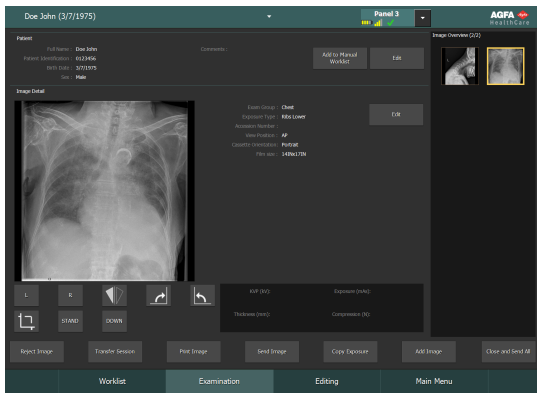 Doe John (3/7/1975)
Panel 3
AGFA
HealthCare
Patient
Full Name : Doe John
Patient Identification : 0123456
Birth Date : 3/7/1975
Sex : Male
Comments:
Add to Manual
Worklist
Edit
Image Overview (2/2)
Image Detail
Exam Group : Chest
Exposure Type : Ribs Lower
Accession Number :
View Position : AP
Cassette Orientation: Portrait
Film size : 14INx17IN
Edit
L
R
STAND
DOWN
KVP (kV):
Exposure (mAs):
Thickness (mm):
Compression (N):
Reject Image
Transfer Session
Print Image
Send Image
Copy Exposure
Add Image
Close and Send All
Worklist
Examination
Editing
Main Menu